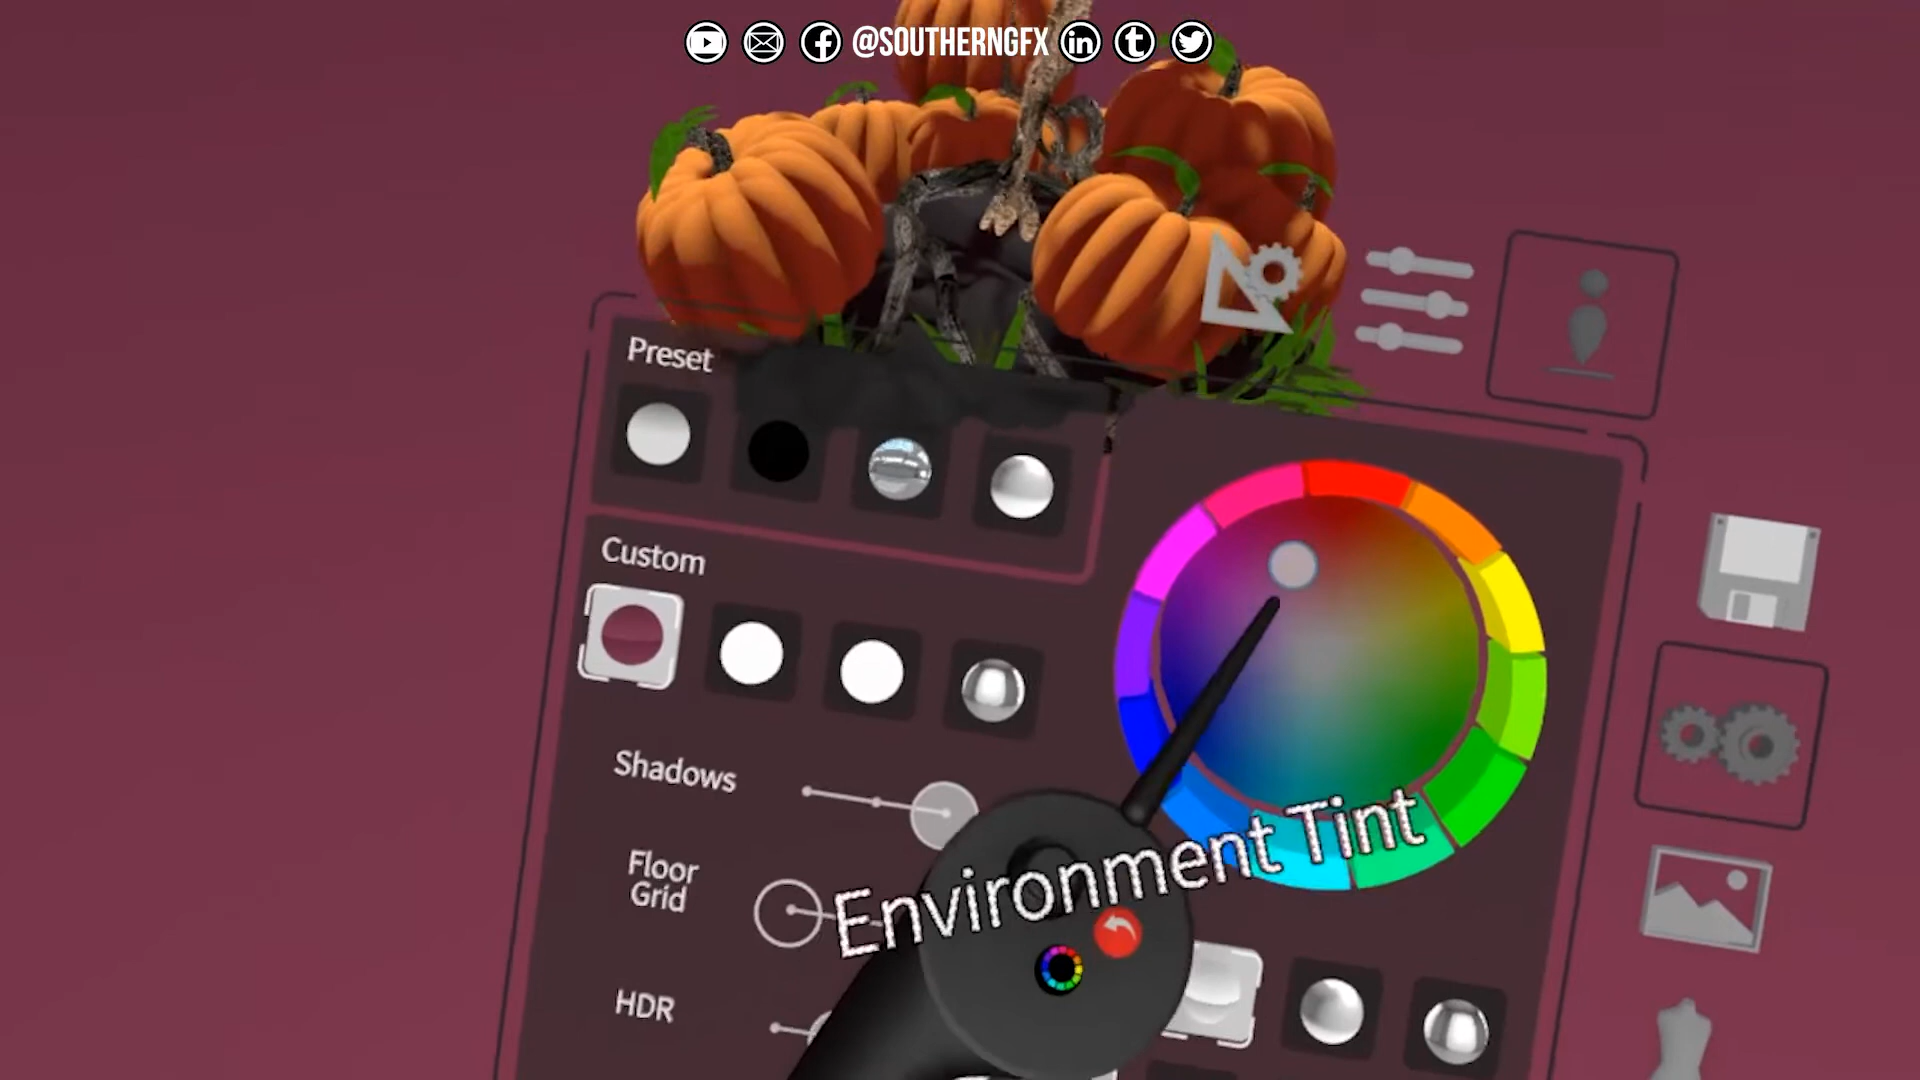 @SOUTHERNGFX
Preset
Custom
Shadows
Floor
Grid
HDR
Environment Tint